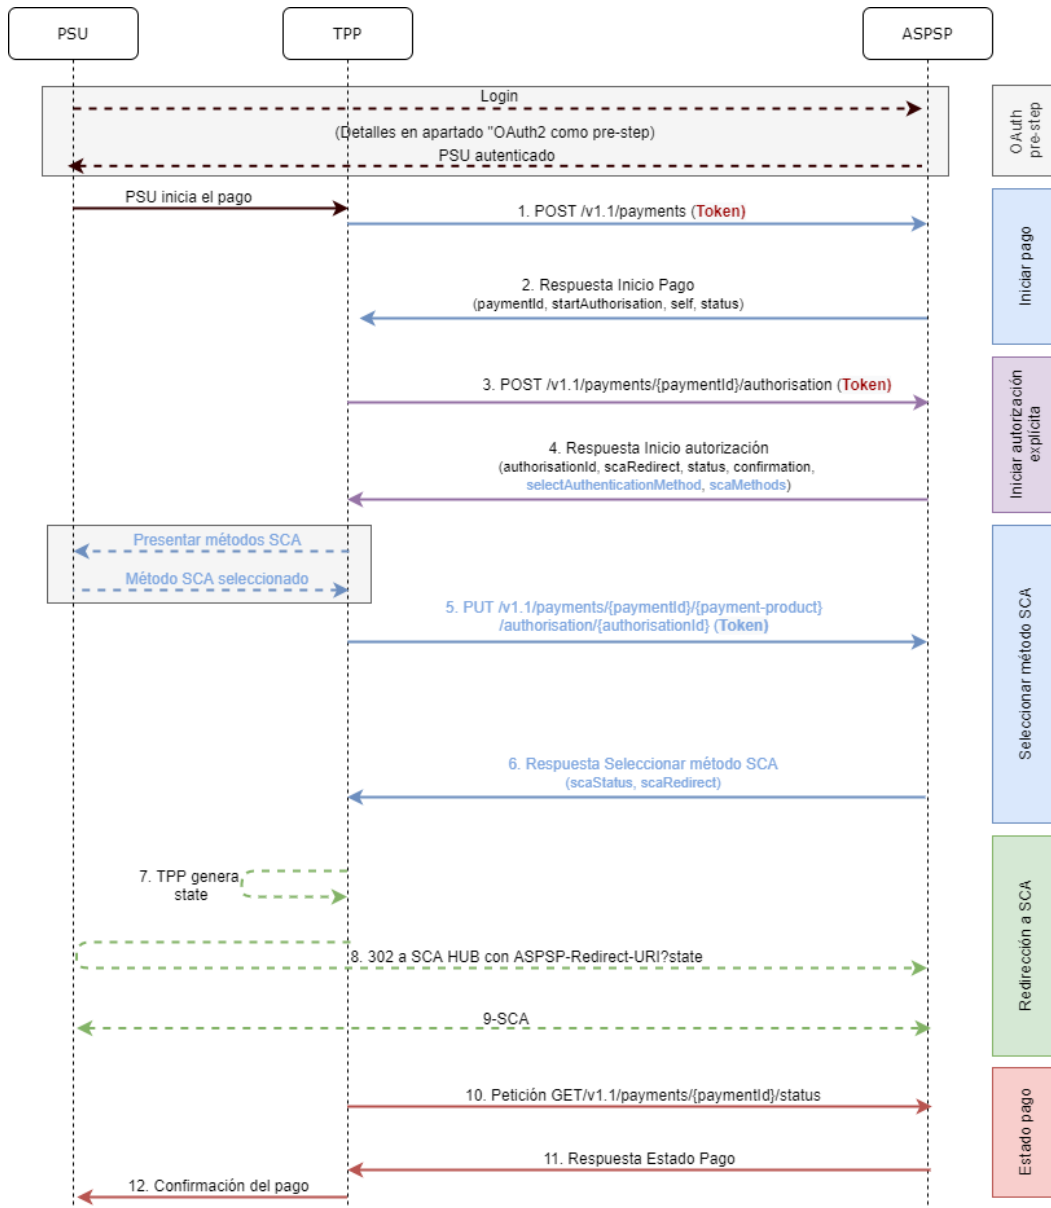 PSU
TPP
ASPSP
Login
(Detalles en apartado "OAuth2 como pre-step)
PSU autenticado
OAuth
pre-step
PSU inicia el pago
1. POST /v1.1/payments (Token)
2. Respuesta Inicio Pago
(paymentId, startAuthorisation, self, status)
Iniciar pago
3. POST /v1.1/payments/{paymentId}/authorisation (Token)
4. Respuesta Inicio autorización
(authorisationId, scaRedirect, status, confirmation,
selectAuthenticationMethod, scaMethods)
Iniciar autorización
explícita
Presentar métodos SCA
Método SCA seleccionado
5. PUT /v1.1/payments/{paymentId}/{payment-product}
/authorisation/{authorisationId} (Token)
6. Respuesta Seleccionar método SCA
(scaStatus, scaRedirect)
Seleccionar método SCA
7. TPP genera
state
8. 302 a SCA HUB con ASPSP-Redirect-URI?state
9-SCA
Redirección a SCA
10. Petición GET/v1.1/payments/{paymentId}/status
11. Respuesta Estado Pago
12. Confirmación del pago
Estado pago